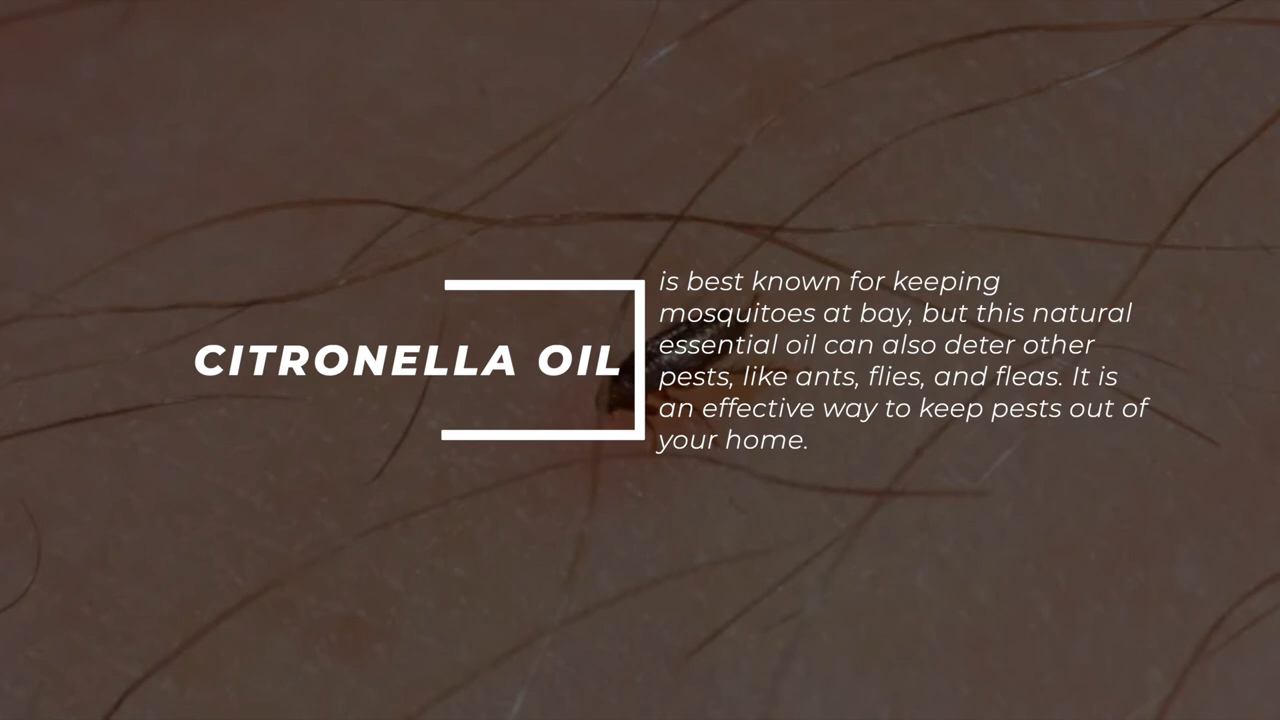 CITRONELLA OIL
is best known for keeping
mosquitoes at bay, but this natural
essential oil can also deter other
pests, like ants, flies, and fleas. It is
an effective way to keep pests out of
your home.